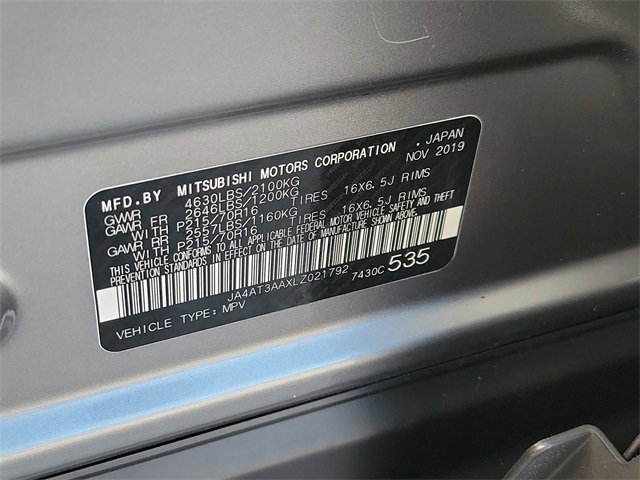 MFD.BY MITSUBISHI MOTORS CORPORATION . JAPAN
NOV 2019
GVWR 4630LBS/2100KG
GAWR FR 2646LBS/1200KG
WITH P215/70R16 TIRES 16X6.5J RIMS
GAWR RR 2557LBS/1160KG
WITH P215/70R16 TIRES 16X6.5J RIMS
THIS VEHICLE CONFORMS TO ALL APPLICABLE FEDERAL MOTOR VEHICLE SAFETY AND THEFT
PREVENTION STANDARDS IN EFFECT ON THE DATE OF MANUFACTURE SHOWN ABOVE.
JA4AT3AAXLZ021792 7430C 535
VEHICLE TYPE: MPV